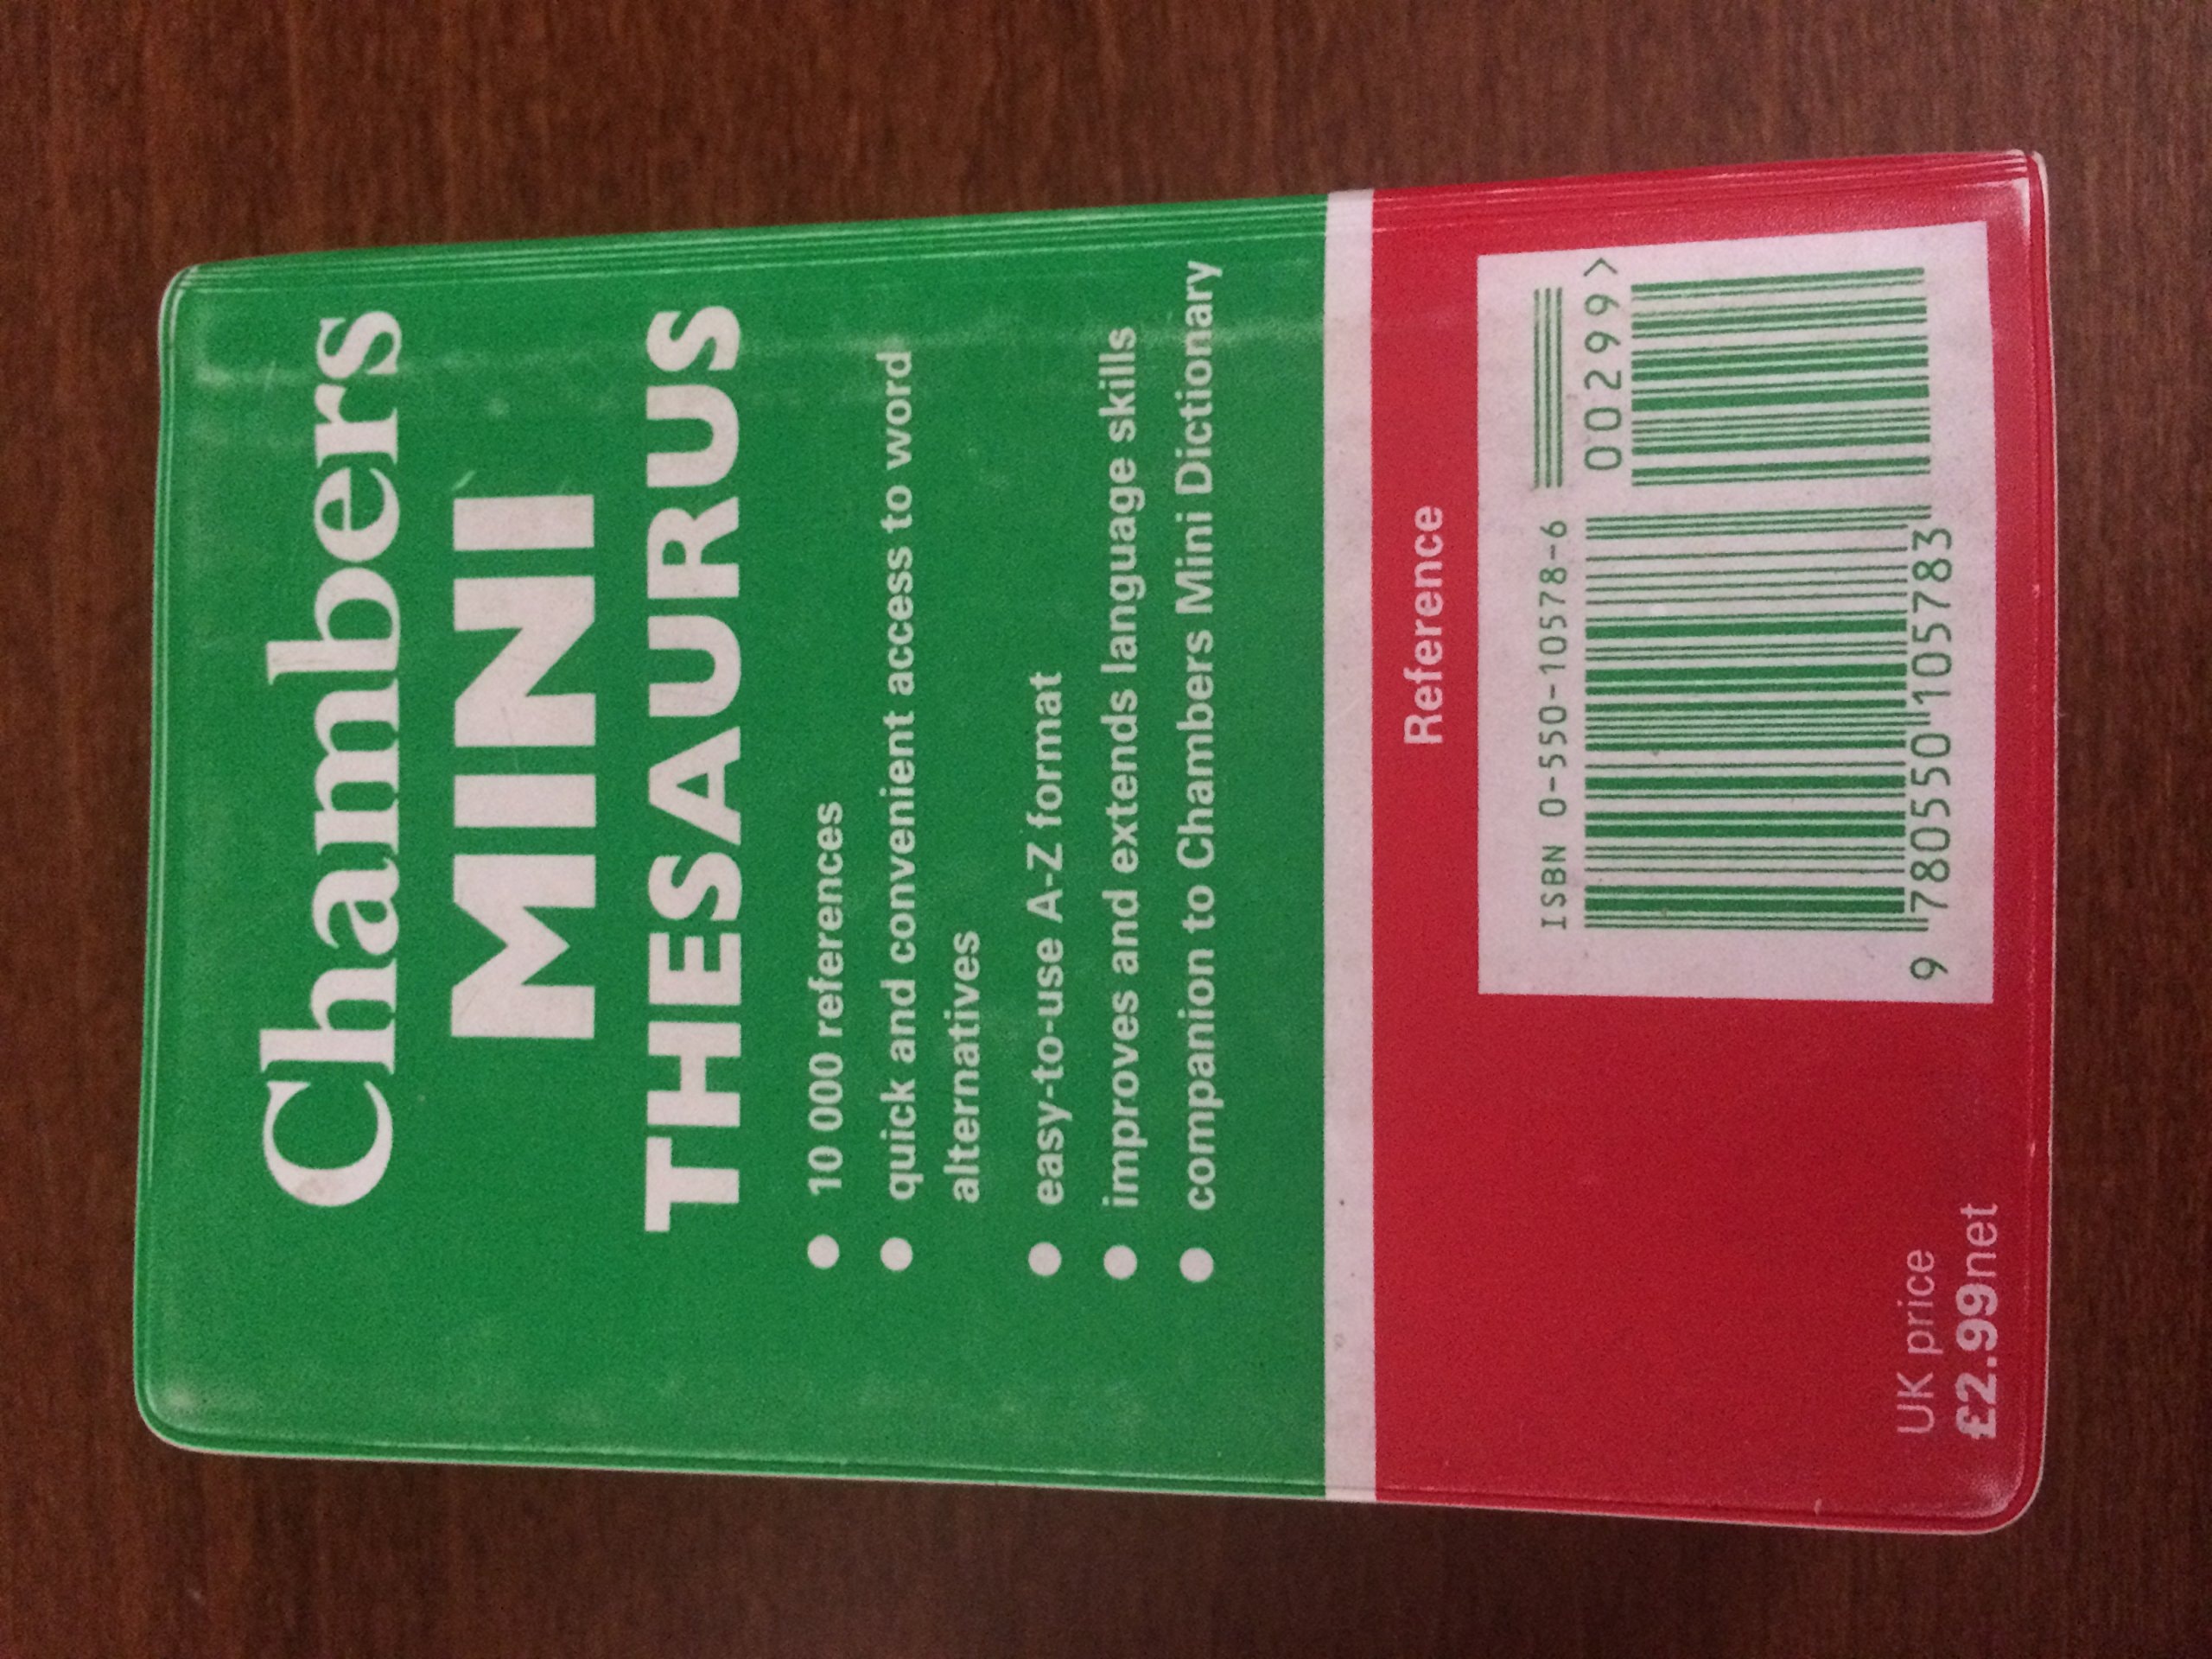 Chambers
MINI
THESAURUS
● 10 000 references
● quick and convenient access to word
alternatives
● easy-to-use A-Z format
● improves and extends language skills
● companion to Chambers Mini Dictionary
Reference
ISBN 0-550-10578-6
00299>
9 780550 105783
UK price
£2.99net